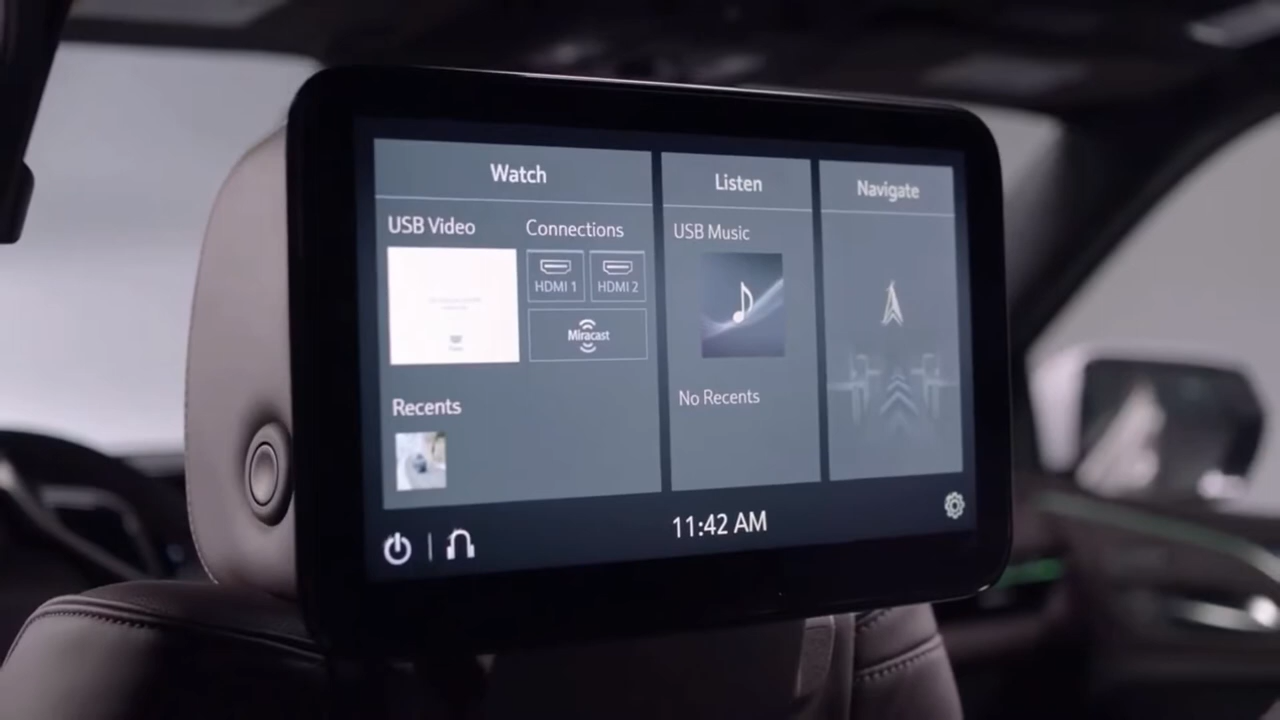 Watch
USB Video
Connections
HDMI 1
HDMI 2
Miracast
Recents
Listen
USB Music
No Recents
Navigate
11:42 AM